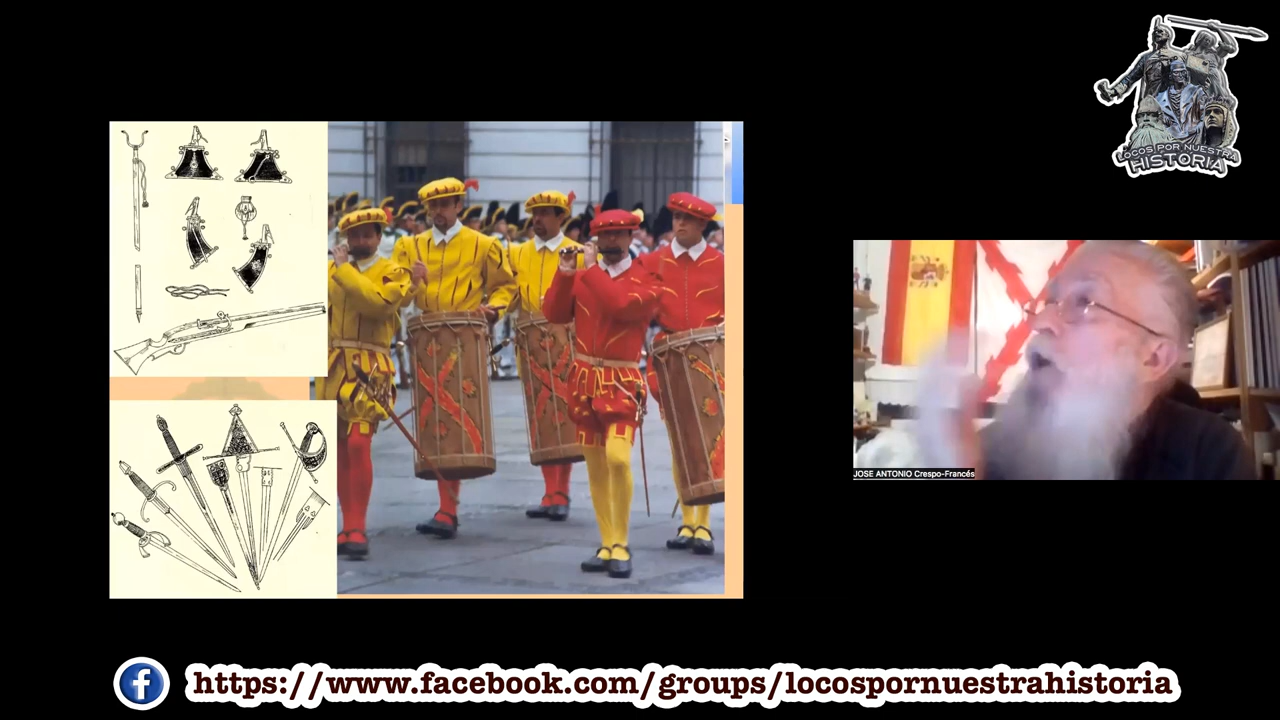 LOCOS POR NUESTRA
HISTORIA
JOSE ANTONIO Crespo-Francés
https://www.facebook.com/groups/locospornuestrahistoria